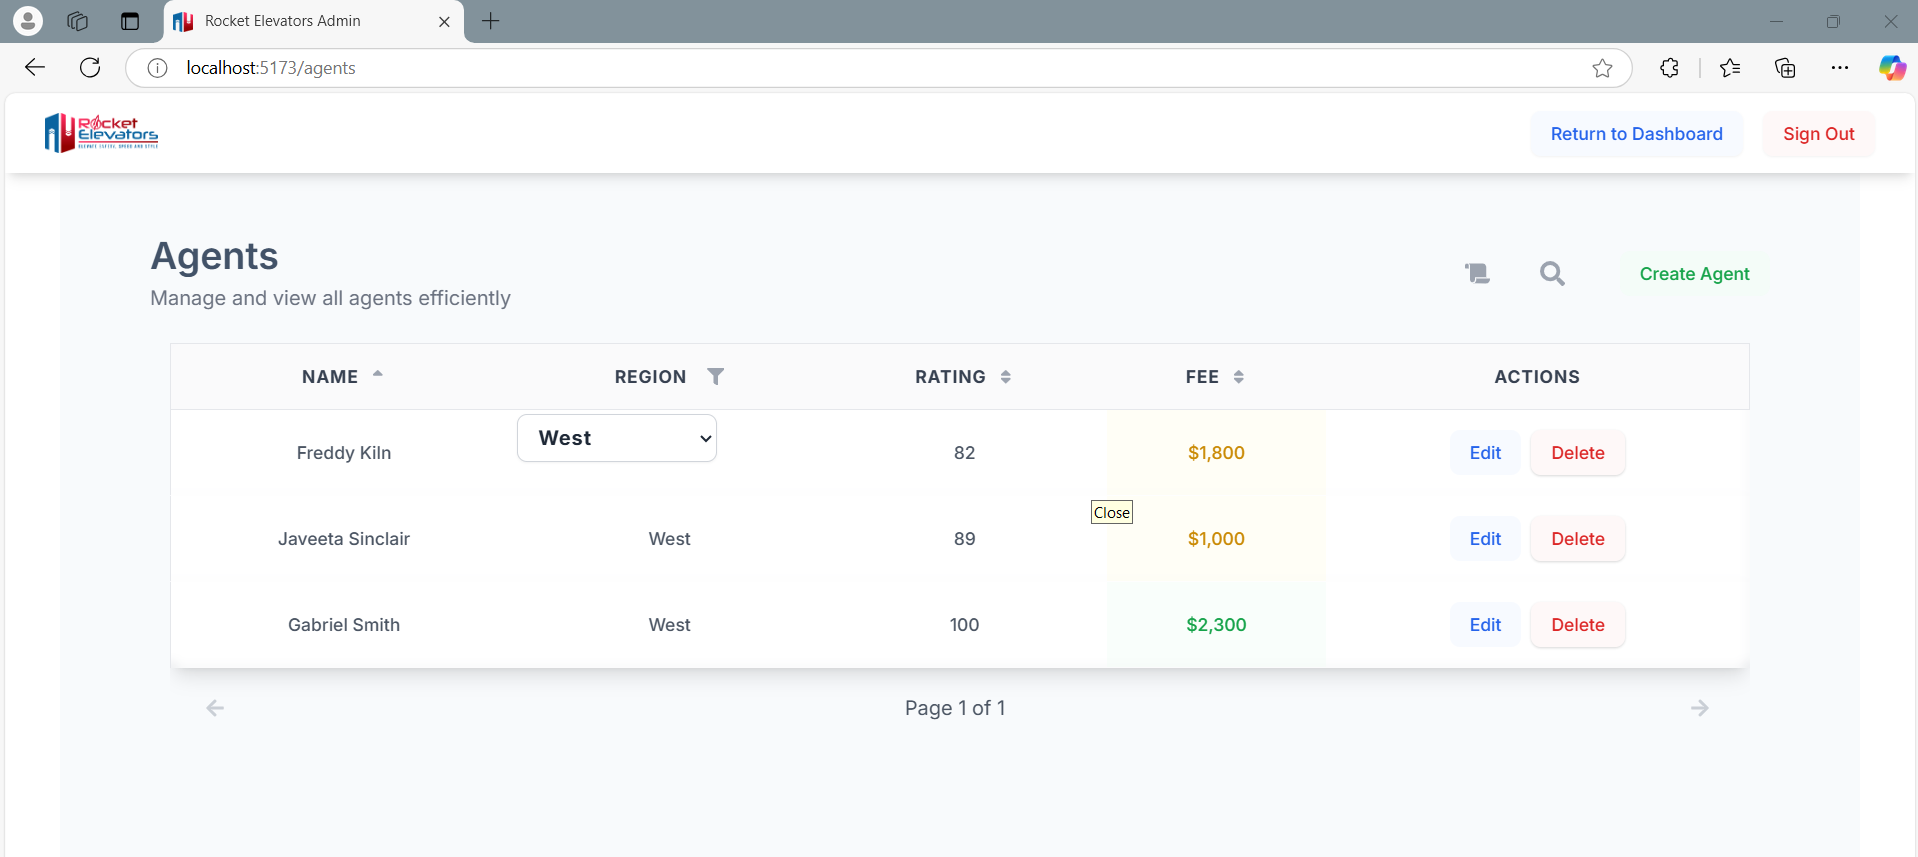 Rocket Elevators Admin
localhost:5173/agents
Rocket
Elevators
Return to Dashboard
Sign Out
Agents
Manage and view all agents efficiently
Create Agent
NAME REGION RATING FEE ACTIONS
Freddy Kiln West 82 $1,800 Edit Delete
Close
Javeeta Sinclair West 89 $1,000 Edit Delete
Gabriel Smith West 100 $2,300 Edit Delete
Page 1 of 1